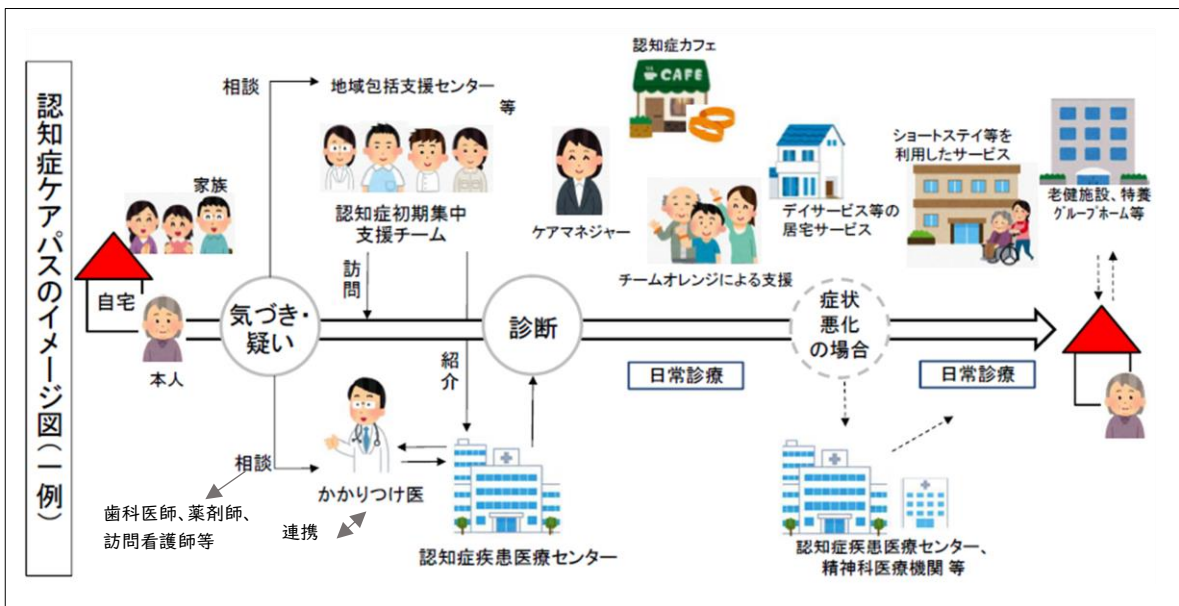 認知症ケアパスのイメージ図(一例)
家族
自宅
本人
相談
地域包括支援センター
等
認知症初期集中
支援チーム
訪問
気づき・
疑い
紹介
相談
かかりつけ医
歯科医師、薬剤師、
訪問看護師等
連携
認知症疾患医療センター
診断
認知症カフェ
CAFE
ケアマネジャー
チームオレンジによる支援
デイサービス等の
居宅サービス
ショートステイ等を
利用したサービス
老健施設、特養
グループホーム等
日常診療
症状
悪化
の場合
日常診療
認知症疾患医療センター、
精神科医療機関 等